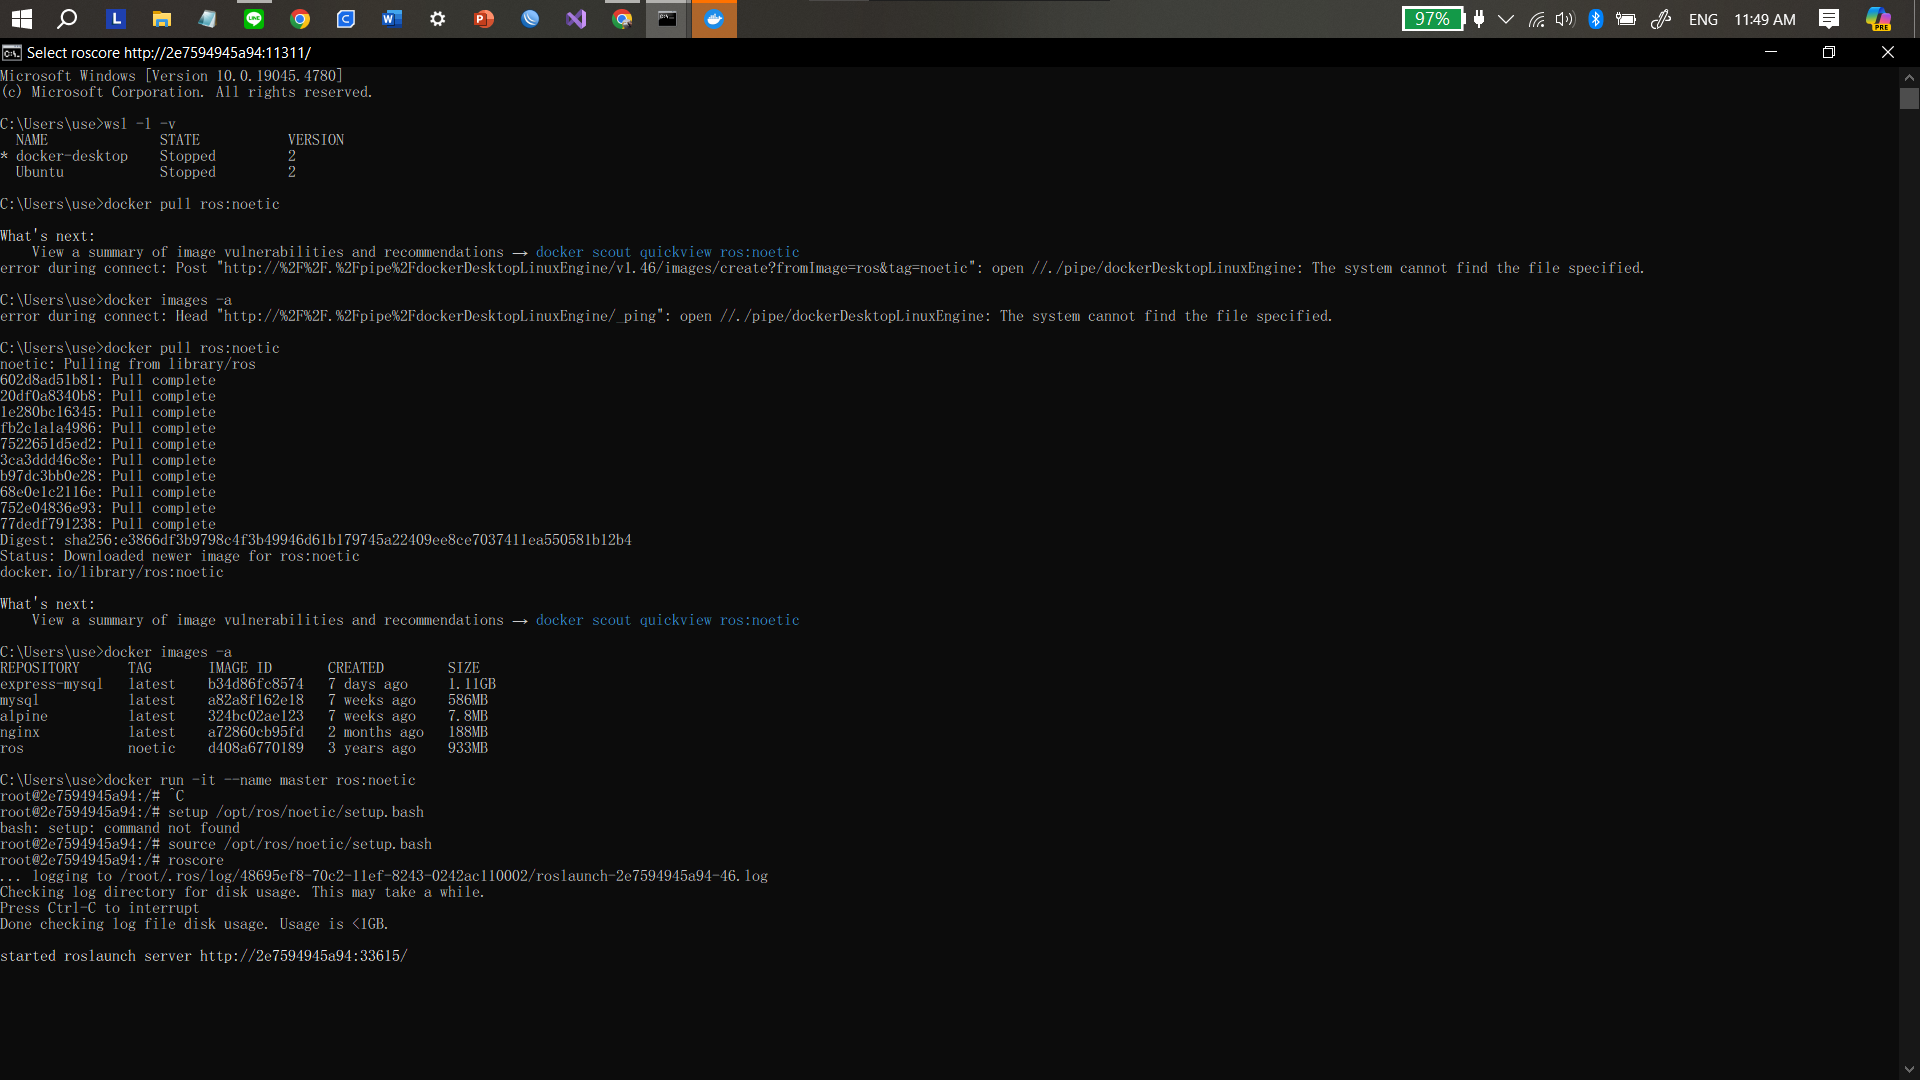 97%
ENG
11:49 AM
Select roscore http://2e7594945a94:11311/
Microsoft Windows [Version 10.0.19045.4780]
(c) Microsoft Corporation. All rights reserved.
C:\Users\use>wsl -l -v
  NAME              STATE           VERSION
* docker-desktop    Stopped         2
  Ubuntu            Stopped         2
C:\Users\use>docker pull ros:noetic
What's next:
    View a summary of image vulnerabilities and recommendations → docker scout quickview ros:noetic
error during connect: Post "http://%2F%2F.%2Fpipe%2FdockerDesktopLinuxEngine/v1.46/images/create?fromImage=ros&tag=noetic": open //./pipe/dockerDesktopLinuxEngine: The system cannot find the file specified.
C:\Users\use>docker images -a
error during connect: Head "http://%2F%2F.%2Fpipe%2FdockerDesktopLinuxEngine/_ping": open //./pipe/dockerDesktopLinuxEngine: The system cannot find the file specified.
C:\Users\use>docker pull ros:noetic
noetic: Pulling from library/ros
602d8ad51b81: Pull complete
20df0a8340b8: Pull complete
1e280bc16345: Pull complete
fb2c1a1a4986: Pull complete
7522651d5ed2: Pull complete
3ca3ddd46c8e: Pull complete
b97dc3bb0e28: Pull complete
68e0e1c2116e: Pull complete
752e04836e93: Pull complete
77dedf791238: Pull complete
Digest: sha256:e3866df3b9798c4f3b49946d61b179745a22409ee8ce7037411ea550581b12b4
Status: Downloaded newer image for ros:noetic
docker.io/library/ros:noetic
What's next:
    View a summary of image vulnerabilities and recommendations → docker scout quickview ros:noetic
C:\Users\use>docker images -a
REPOSITORY      TAG       IMAGE ID       CREATED        SIZE
express-mysql   latest    b34d86fc8574   7 days ago     1.11GB
mysql           latest    a82a8f162e18   7 weeks ago    586MB
alpine          latest    324bc02ae123   7 weeks ago    7.8MB
nginx           latest    a72860cb95fd   2 months ago   188MB
ros             noetic    d408a6770189   3 years ago    933MB
C:\Users\use>docker run -it --name master ros:noetic
root@2e7594945a94:/# ^C
root@2e7594945a94:/# setup /opt/ros/noetic/setup.bash
bash: setup: command not found
root@2e7594945a94:/# source /opt/ros/noetic/setup.bash
root@2e7594945a94:/# roscore
... logging to /root/.ros/log/48695ef8-70c2-11ef-8243-0242ac110002/roslaunch-2e7594945a94-46.log
Checking log directory for disk usage. This may take a while.
Press Ctrl-C to interrupt
Done checking log file disk usage. Usage is <1GB.
started roslaunch server http://2e7594945a94:33615/